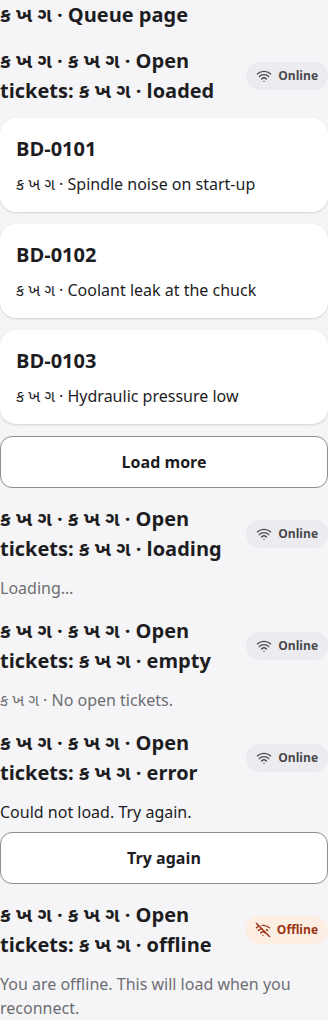 ક ખ ગ · Queue page
ક ખ ગ · ક ખ ગ · Open
tickets: ક ખ ગ · loaded
Online
BD-0101
ક ખ ગ · Spindle noise on start-up
BD-0102
ક ખ ગ · Coolant leak at the chuck
BD-0103
ક ખ ગ · Hydraulic pressure low
Load more
ક ખ ગ · ક ખ ગ · Open
tickets: ક ખ ગ · loading
Online
Loading...
ક ખ ગ · ક ખ ગ · Open
tickets: ક ખ ગ · empty
Online
ક ખ ગ · No open tickets.
ક ખ ગ · ક ખ ગ · Open
tickets: ક ખ ગ · error
Online
Could not load. Try again.
Try again
ક ખ ગ · ક ખ ગ · Open
tickets: ક ખ ગ · offline
Offline
You are offline. This will load when you
reconnect.